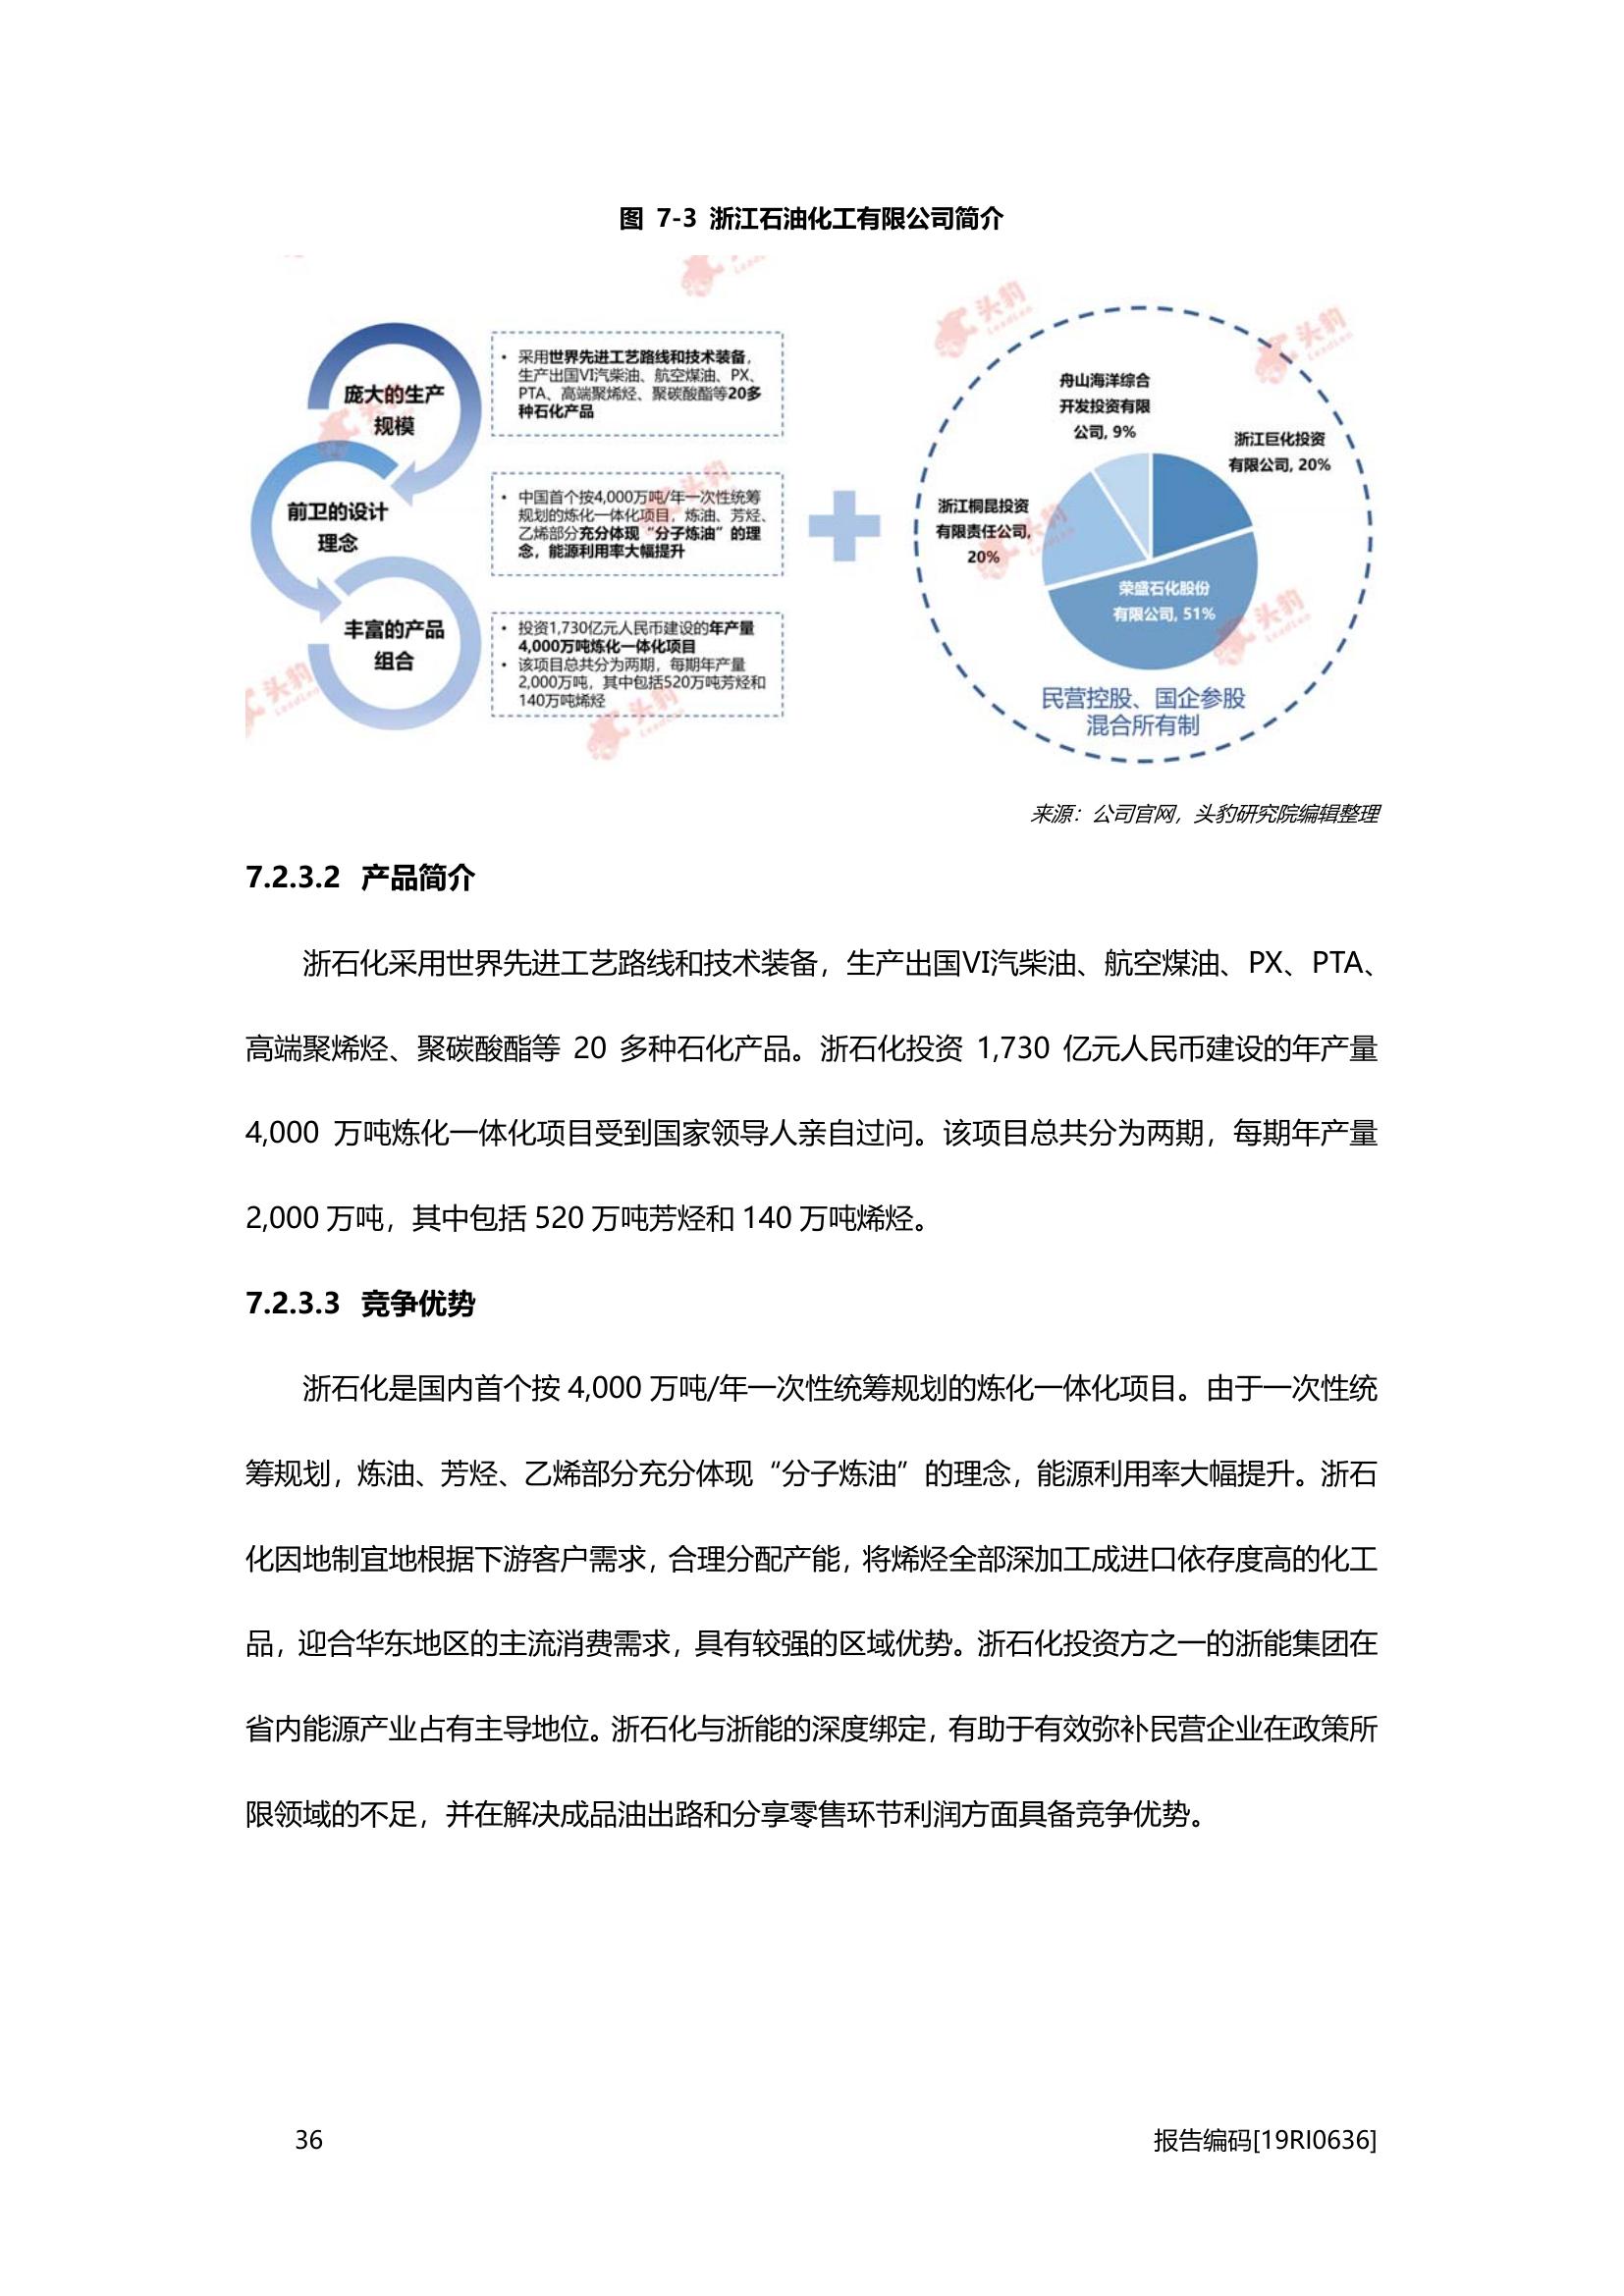 图 7-3 浙江石油化工有限公司简介
庞大的生产
规模
• 采用世界先进工艺路线和技术装备，
生产出国VI汽柴油、航空煤油、PX、
PTA、高端聚烯烃、聚碳酸酯等20多
种石化产品
前卫的设计
理念
• 中国首个按4,000万吨/年一次性统筹
规划的炼化一体化项目，炼油、芳烃、
乙烯部分充分体现“分子炼油”的理
念，能源利用率大幅提升
丰富的产品
组合
• 投资1,730亿元人民币建设的年产量
4,000万吨炼化一体化项目
• 该项目总共分为两期，每期年产量
2,000万吨，其中包括520万吨芳烃和
140万吨烯烃
舟山海洋综合
开发投资有限
公司, 9%
浙江巨化投资
有限公司, 20%
浙江桐昆投资
有限责任公司,
20%
荣盛石化股份
有限公司, 51%
民营控股、国企参股
混合所有制
头豹
LeadLeo
来源：公司官网，头豹研究院编辑整理
7.2.3.2 产品简介
浙石化采用世界先进工艺路线和技术装备，生产出国VI汽柴油、航空煤油、PX、PTA、
高端聚烯烃、聚碳酸酯等 20 多种石化产品。浙石化投资 1,730 亿元人民币建设的年产量
4,000 万吨炼化一体化项目受到国家领导人亲自过问。该项目总共分为两期，每期年产量
2,000 万吨，其中包括 520 万吨芳烃和 140 万吨烯烃。
7.2.3.3 竞争优势
浙石化是国内首个按 4,000 万吨/年一次性统筹规划的炼化一体化项目。由于一次性统
筹规划，炼油、芳烃、乙烯部分充分体现“分子炼油”的理念，能源利用率大幅提升。浙石
化因地制宜地根据下游客户需求，合理分配产能，将烯烃全部深加工成进口依存度高的化工
品，迎合华东地区的主流消费需求，具有较强的区域优势。浙石化投资方之一的浙能集团在
省内能源产业占有主导地位。浙石化与浙能的深度绑定，有助于有效弥补民营企业在政策所
限领域的不足，并在解决成品油出路和分享零售环节利润方面具备竞争优势。
36
报告编码[19RI0636]